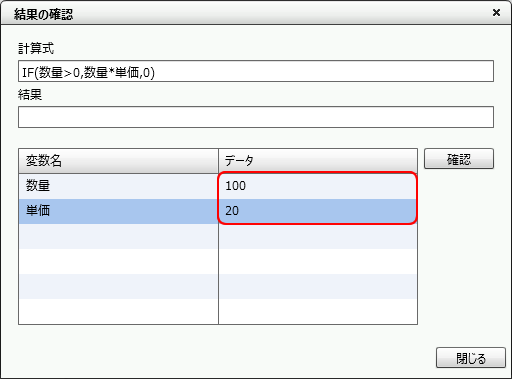 結果の確認
計算式
IF(数量>0,数量*単価,0)
結果
変数名 データ 確認
数量 100
単価 20
閉じる